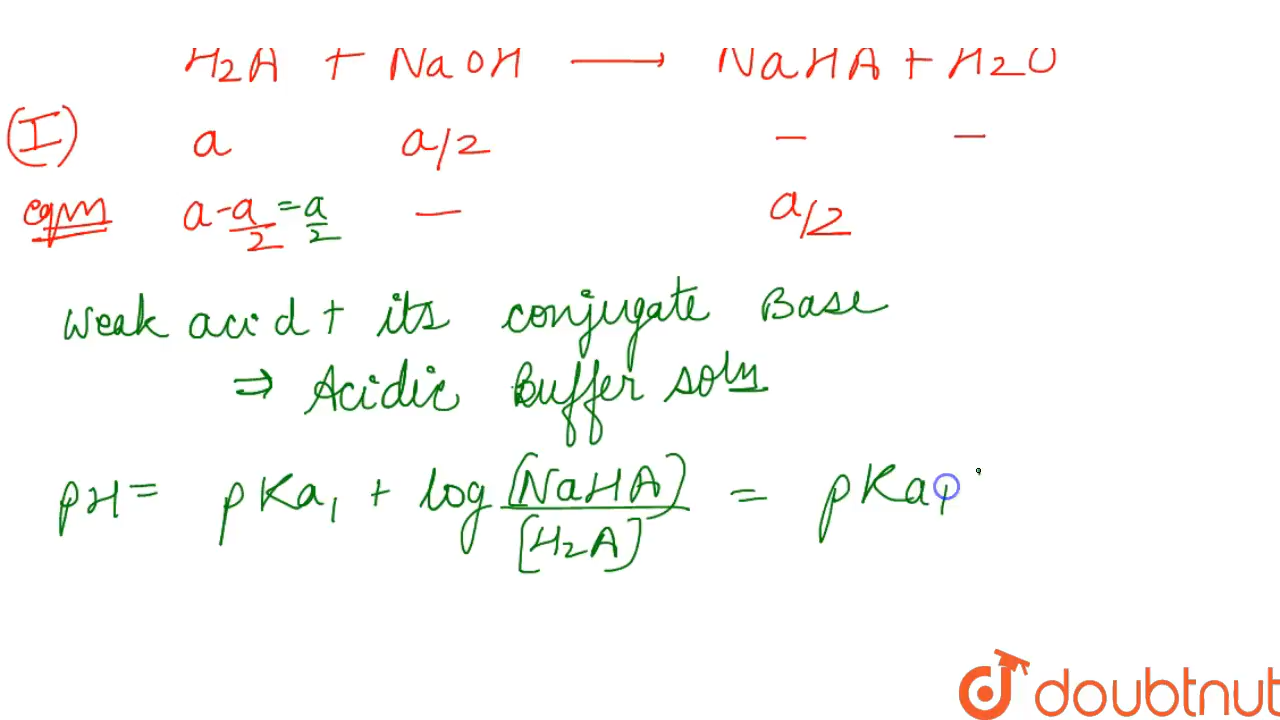 H2A + NaOH → NaHA + H2O
(I) a a/2 - -
eqm a - a/2 = a/2 - a/2
Weak acid + its conjugate Base
⇒ Acidic Buffer soln
pH = pKa1 + log [NaHA]/[H2A] = pKa1
doubtnut